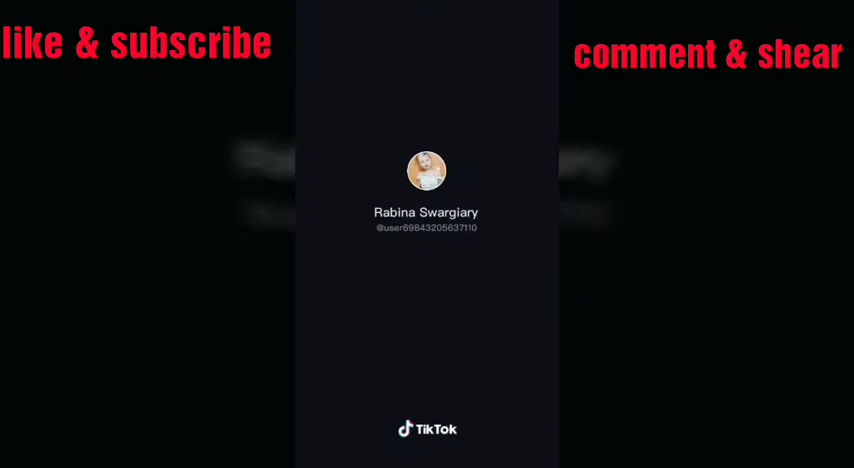 like & subscribe
comment & shear
Rabina Swargiary
@user69843205637110
TikTok